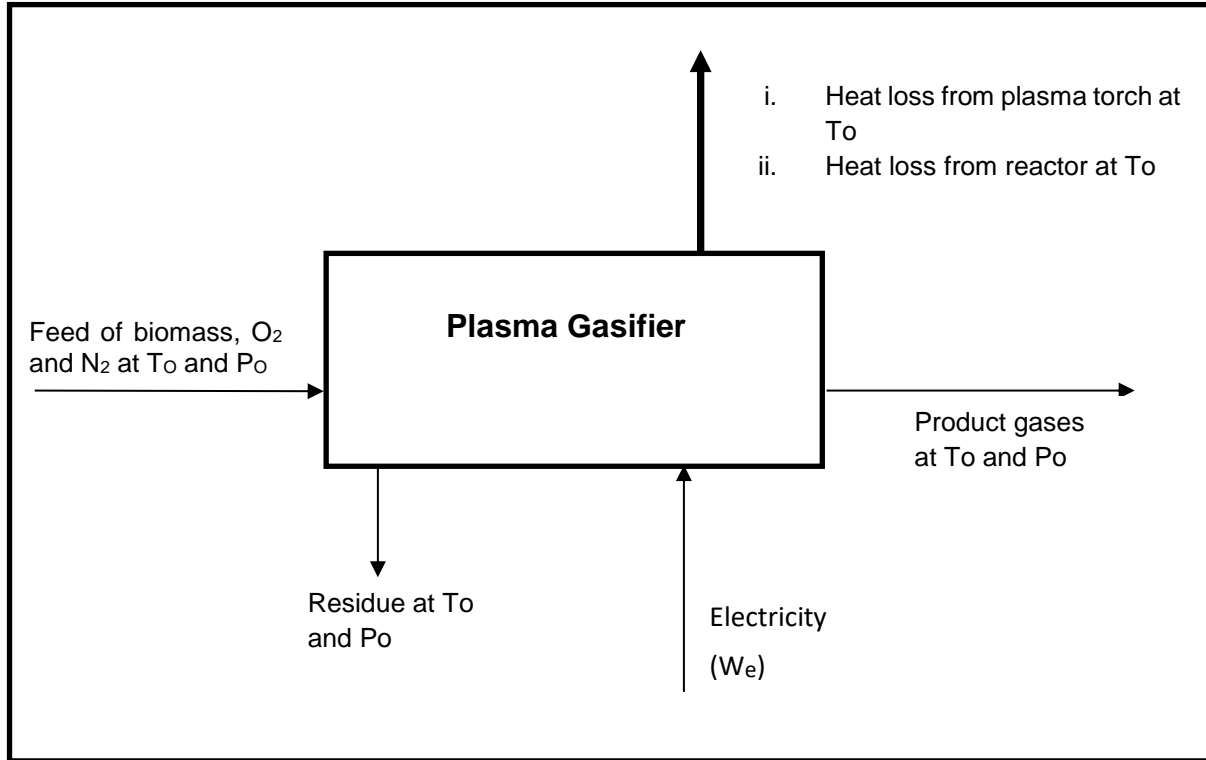 i. Heat loss from plasma torch at
To
ii. Heat loss from reactor at To
Plasma Gasifier
Feed of biomass, O2
and N2 at TO and PO
Product gases
at To and Po
Residue at To
and Po
Electricity
(We)